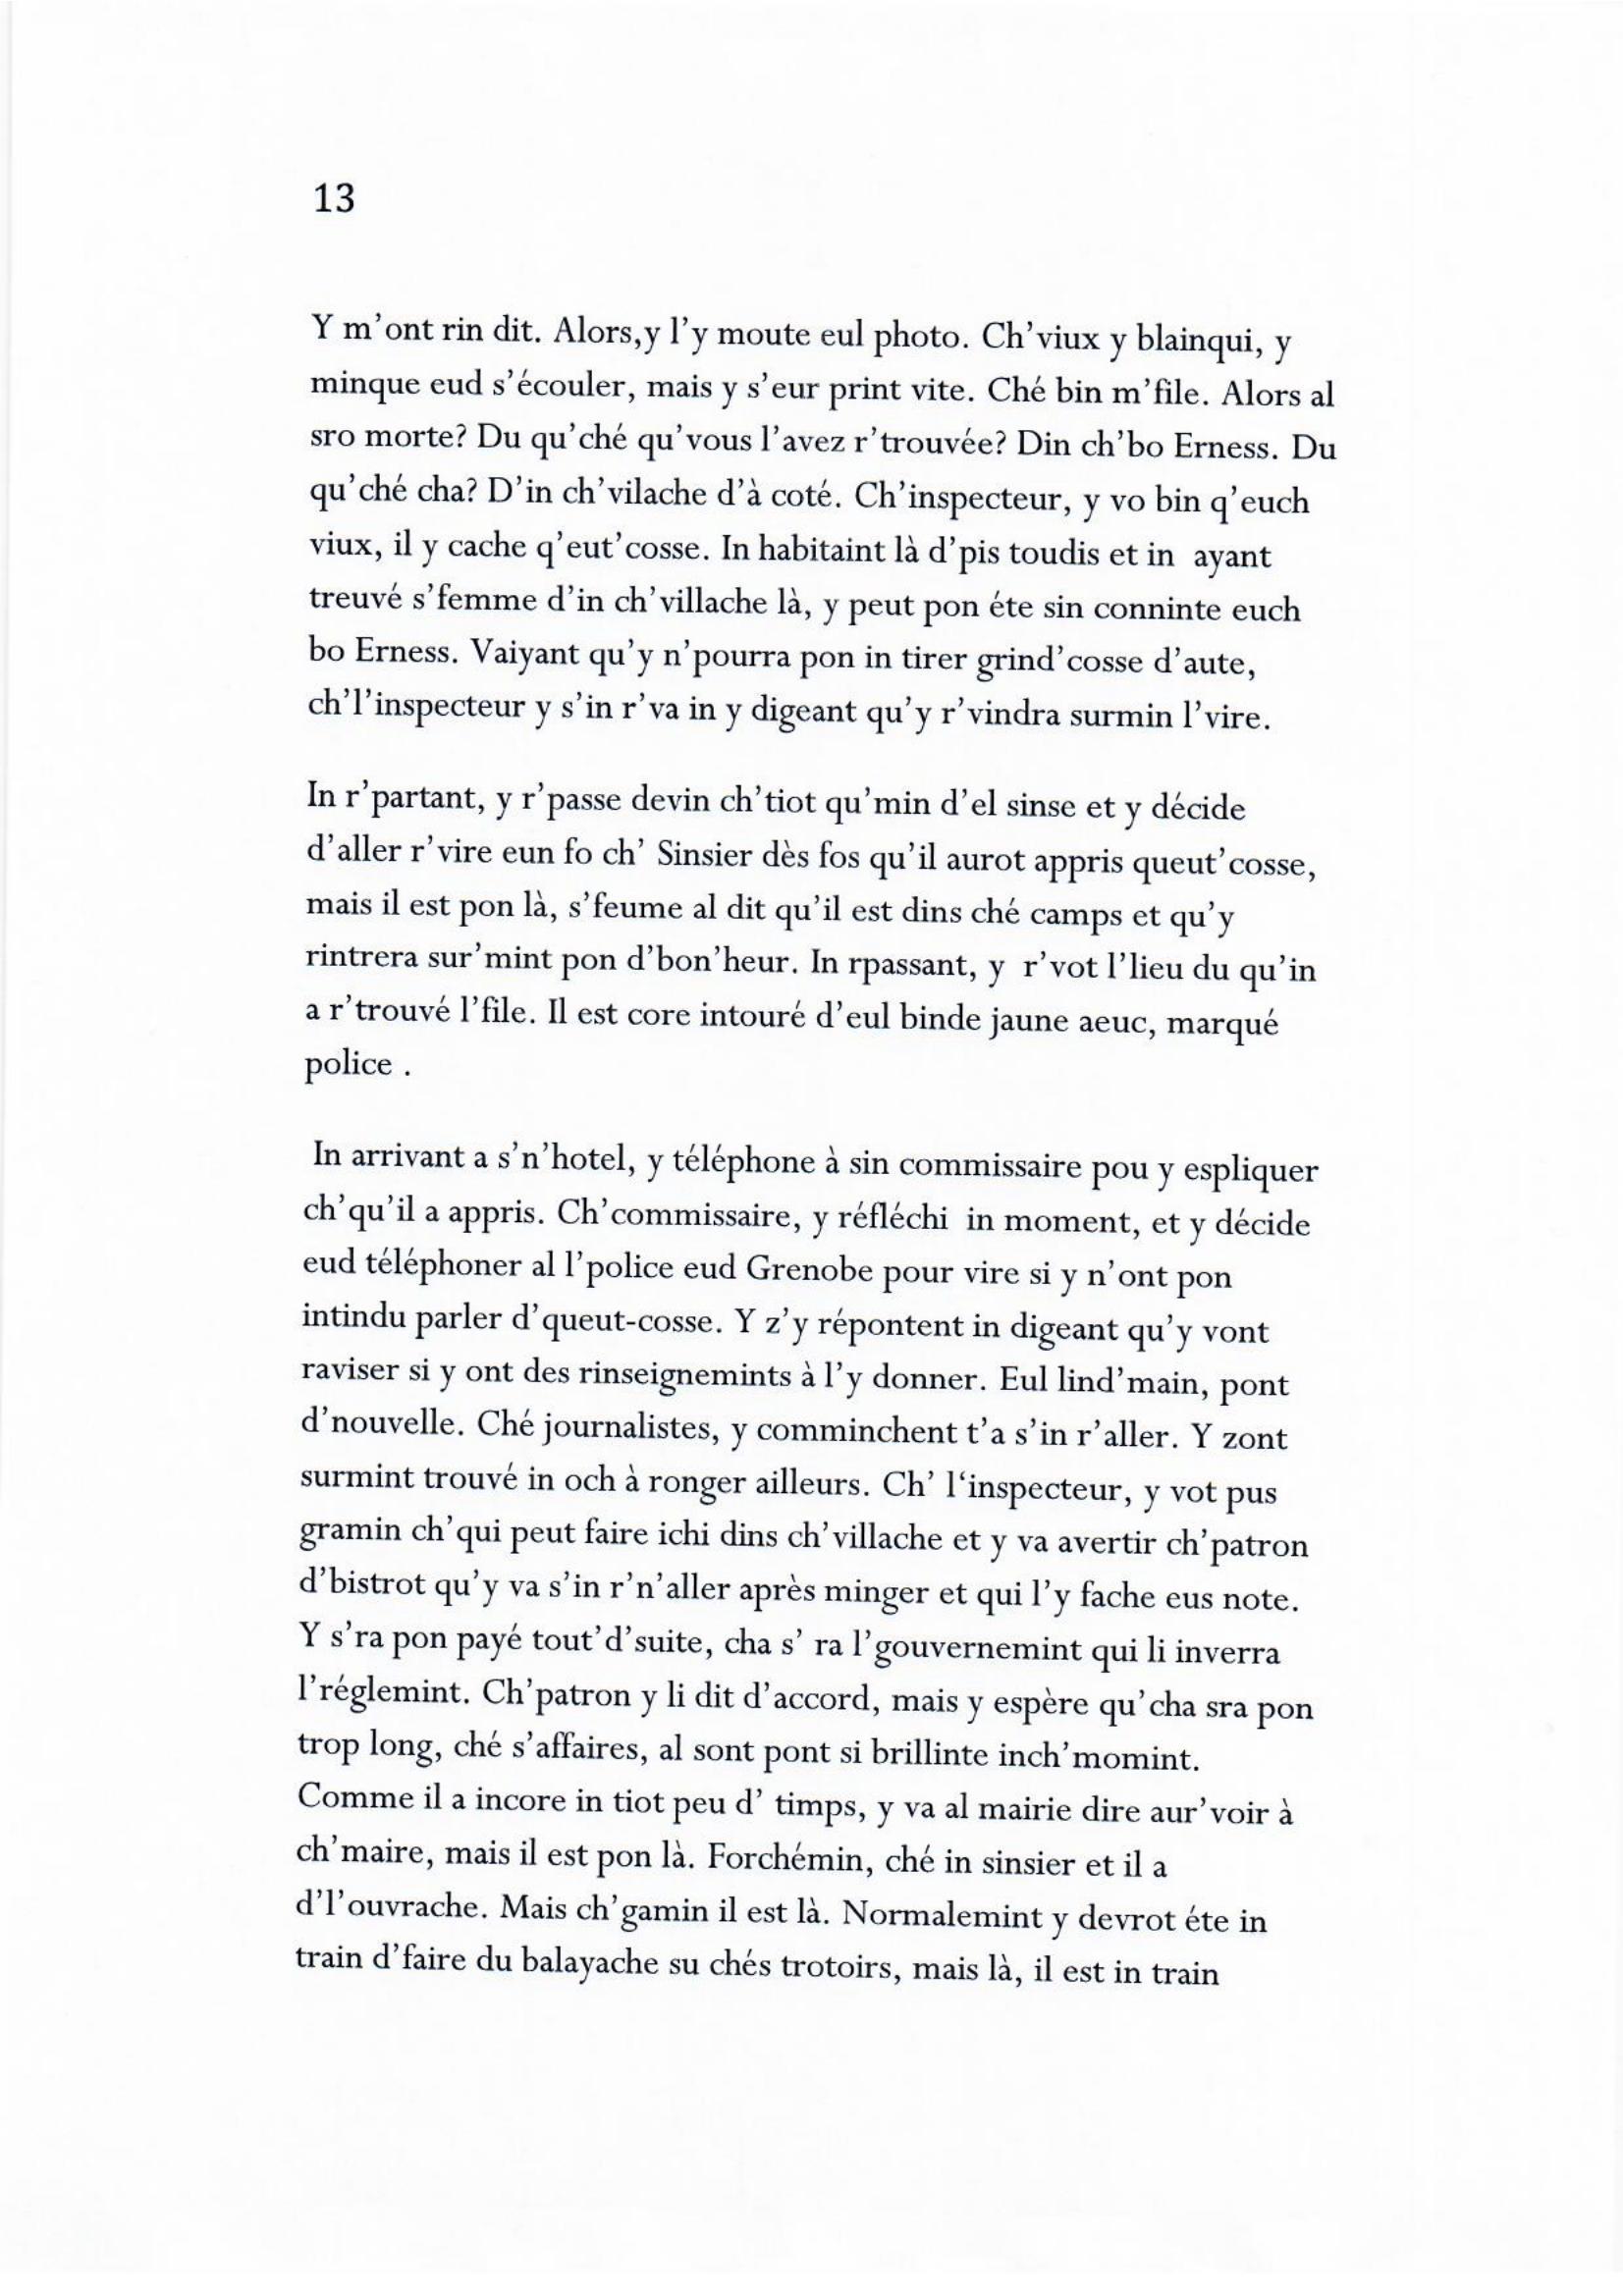 13
Y m'ont rin dit. Alors,y l'y moute eul photo. Ch'viux y blainqui, y
minque eud s'écouler, mais y s'eur print vite. Ché bin m'file. Alors al
sro morte? Du qu'ché qu'vous l'avez r'trouvée? Din ch'bo Erness. Du
qu'ché cha? D'in ch'vilache d'à coté. Ch'inspecteur, y vo bin q'euch
viux, il y cache q'eut'cosse. In habitaint là d'pis toudis et in ayant
treuvé s'femme d'in ch'villache là, y peut pon éte sin conninte euch
bo Erness. Vaiyant qu'y n'pourra pon in tirer grind'cosse d'aute,
ch'l'inspecteur y s'in r'va in y digeant qu'y r'vindra surmin l'vire.
In r'partant, y r'passe devin ch'tiot qu'min d'el sinse et y décide
d'aller r'vire eun fo ch' Sinsier dès fos qu'il aurot appris queut'cosse,
mais il est pon là, s'feume al dit qu'il est dins ché camps et qu'y
rintrera sur'mint pon d'bon'heur. In rpassant, y r'vot l'lieu du qu'in
a r'trouvé l'file. Il est core intouré d'eul binde jaune aeuc, marqué
police .
In arrivant a s'n'hotel, y téléphone à sin commissaire pou y espliquer
ch'qu'il a appris. Ch'commissaire, y réfléchi in moment, et y décide
eud téléphoner al l'police eud Grenobe pour vire si y n'ont pon
intindu parler d'queut-cosse. Y z'y répontent in digeant qu'y vont
raviser si y ont des rinseignemints à l'y donner. Eul lind'main, pont
d'nouvelle. Ché journalistes, y comminchent t'a s'in r'aller. Y zont
surmint trouvé in och à ronger ailleurs. Ch' l'inspecteur, y vot pus
gramin ch'qui peut faire ichi dins ch'villache et y va avertir ch'patron
d'bistrot qu'y va s'in r'n'aller après minger et qui l'y fache eus note.
Y s'ra pon payé tout'd'suite, cha s' ra l'gouvernemint qui li inverra
l'réglemint. Ch'patron y li dit d'accord, mais y espère qu'cha sra pon
trop long, ché s'affaires, al sont pont si brillinte inch'momint.
Comme il a incore in tiot peu d' timps, y va al mairie dire aur'voir à
ch'maire, mais il est pon là. Forchémin, ché in sinsier et il a
d'l'ouvrache. Mais ch'gamin il est là. Normalemint y devrot éte in
train d'faire du balayache su chés trotoirs, mais là, il est in train